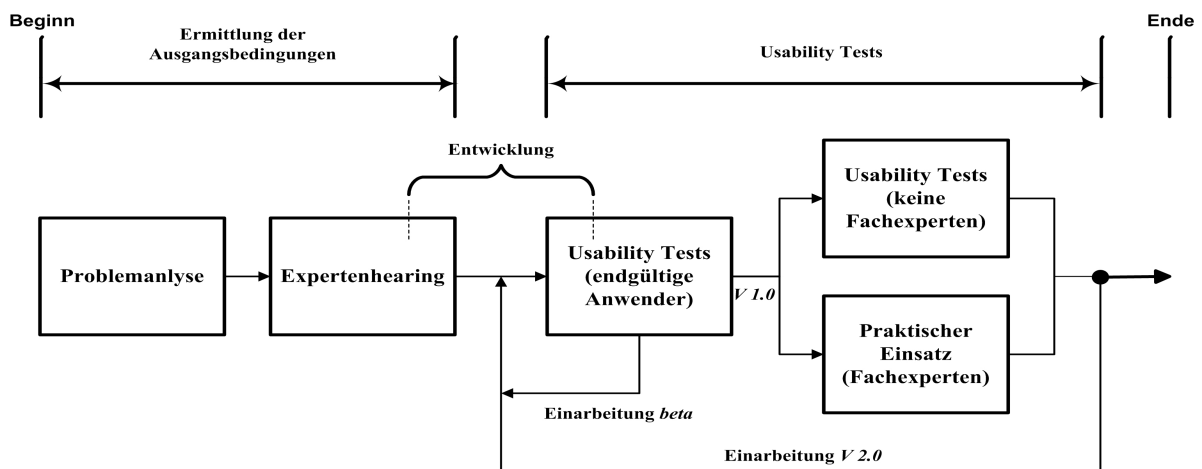 Beginn
Ende
Ermittlung der
Ausgangsbedingungen
Usability Tests
Entwicklung
Problemanlyse
Expertenhearing
Usability Tests
(endgültige
Anwender)
V 1.0
Usability Tests
(keine
Fachexperten)
Praktischer
Einsatz
(Fachexperten)
Einarbeitung beta
Einarbeitung V 2.0